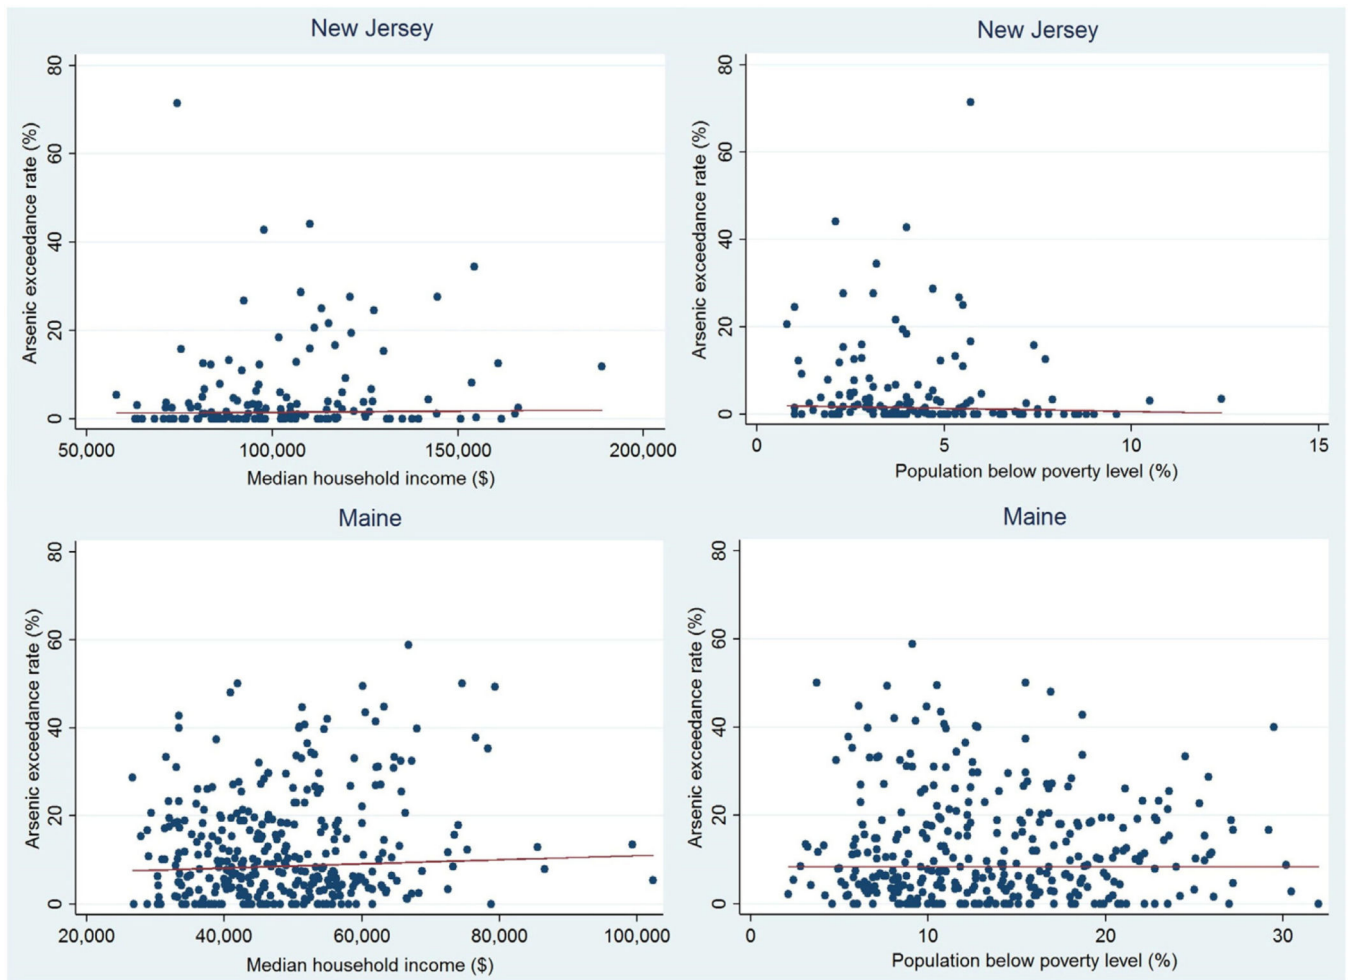 New Jersey
Arsenic exceedance rate (%)
80
60
40
20
0
50,000 100,000 150,000 200,000
Median household income ($)
New Jersey
Arsenic exceedance rate (%)
80
60
40
20
0
0 5 10 15
Population below poverty level (%)
Maine
Arsenic exceedance rate (%)
80
60
40
20
0
20,000 40,000 60,000 80,000 100,000
Median household income ($)
Maine
Arsenic exceedance rate (%)
80
60
40
20
0
0 10 20 30
Population below poverty level (%)